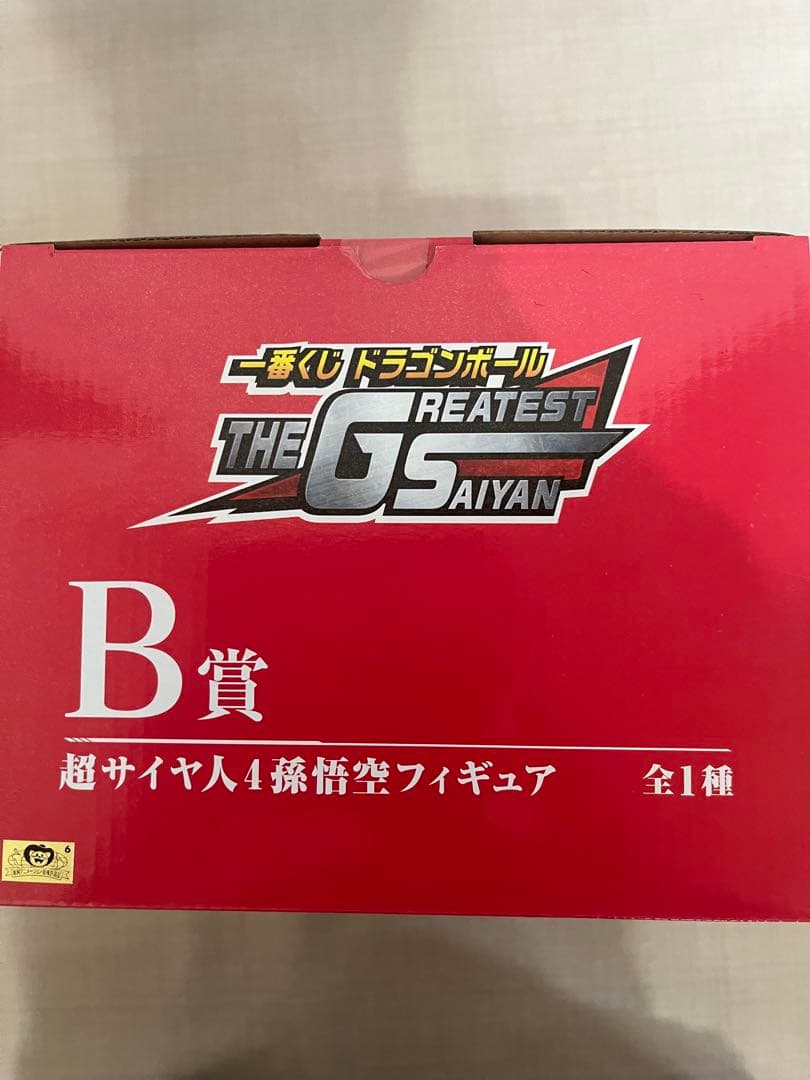 一番くじ ドラゴンボール
THE GREATEST
SAIYAN
B賞
超サイヤ人4孫悟空フィギュア 全1種
6